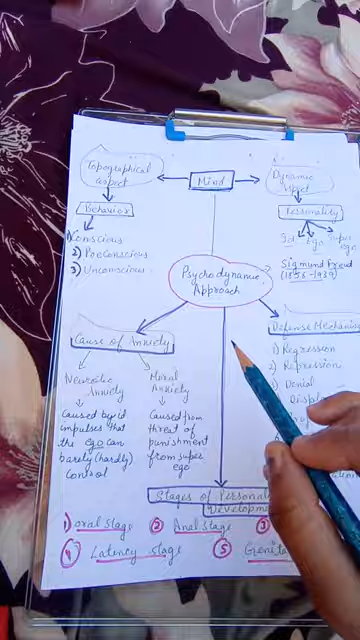 Topographical aspect
Mind
Dynamic aspect
Behavior
1) Conscious
2) Preconscious
3) Unconscious
Personality
Id Ego Super ego
Sigmund Freud
(1856-1939)
Psychodynamic
Approach
Cause of Anxiety
Neurotic
Anxiety
Caused by id
impulses that
the ego can
barely (hardly)
control
Moral
Anxiety
Caused from
threat of
punishment
from super
ego
Defense Mechanism
1) Regression
2) Repression
3) Denial
Stages of Personal
Development
1) oral stage
2 Anal stage
3
4 Latency stage
5 Genital